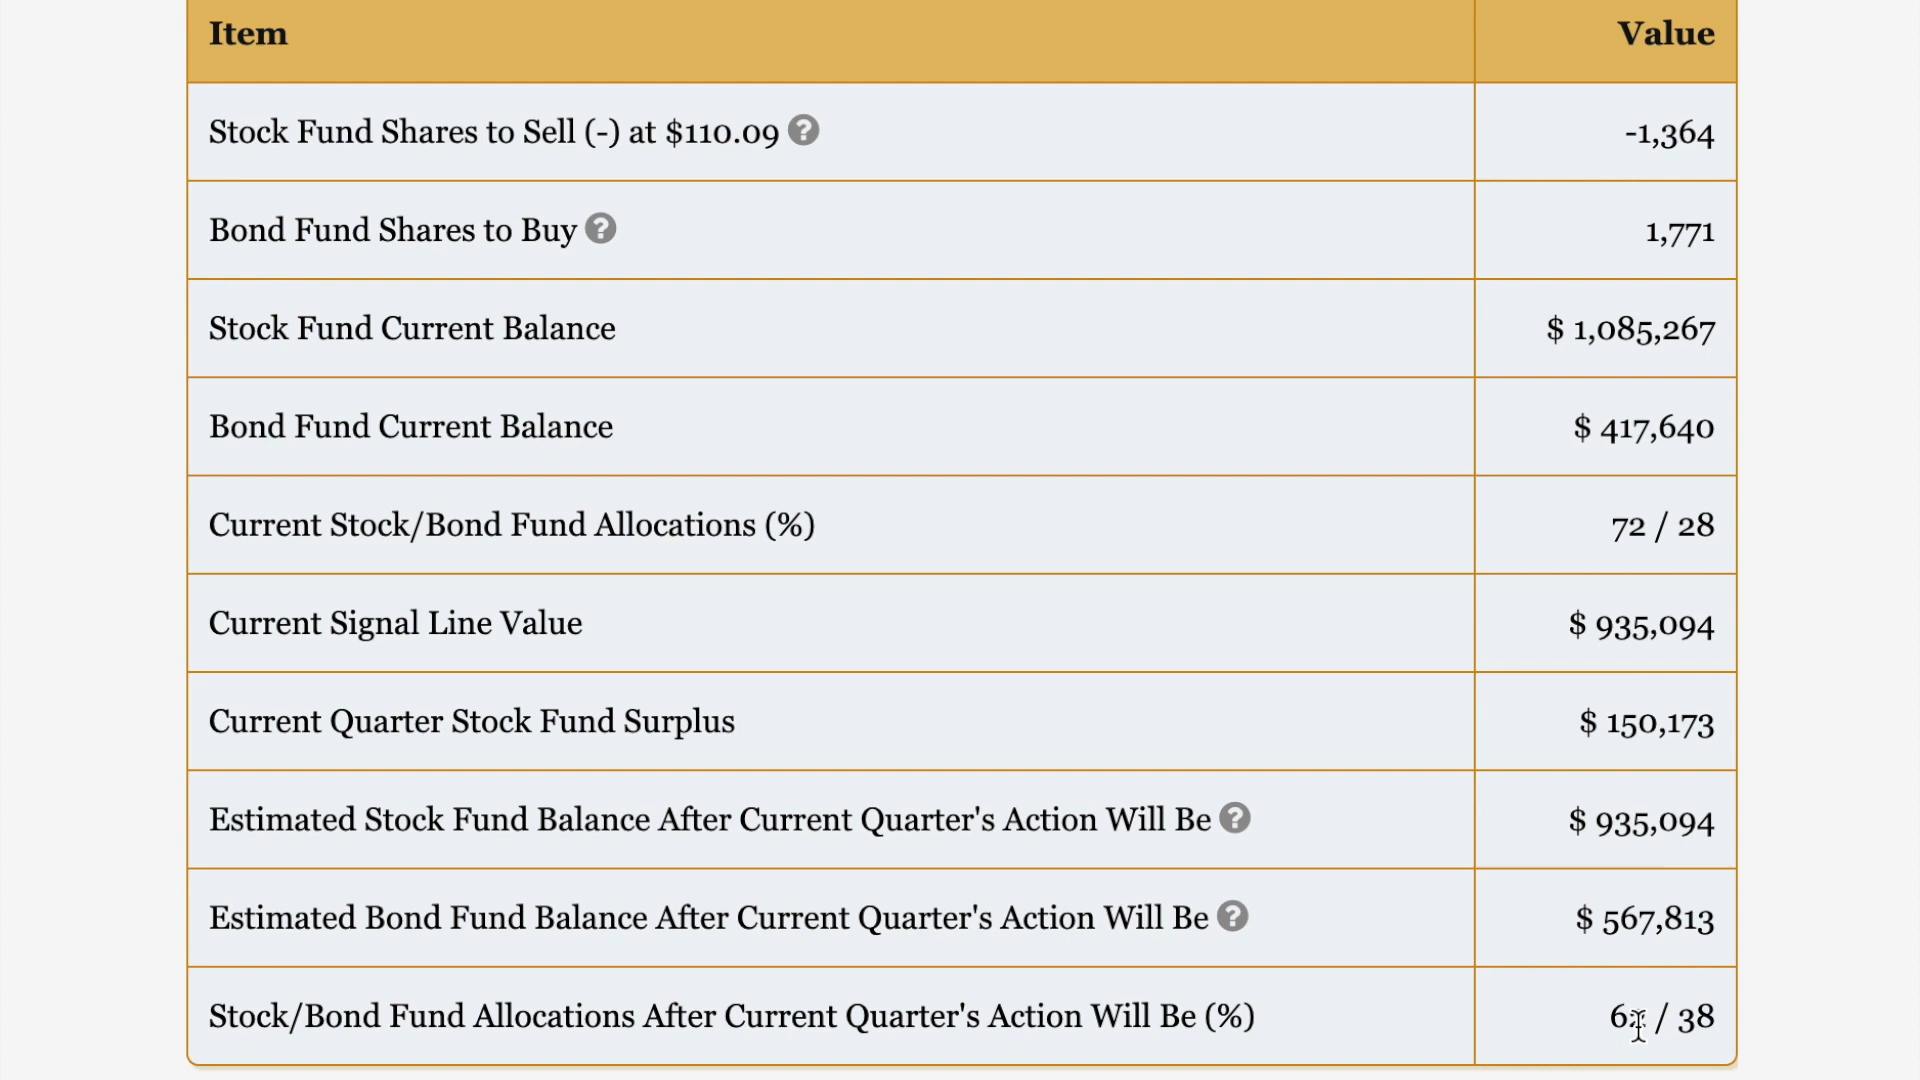 Item Value
Stock Fund Shares to Sell (-) at $110.09 ? -1,364
Bond Fund Shares to Buy ? 1,771
Stock Fund Current Balance $ 1,085,267
Bond Fund Current Balance $ 417,640
Current Stock/Bond Fund Allocations (%) 72 / 28
Current Signal Line Value $ 935,094
Current Quarter Stock Fund Surplus $ 150,173
Estimated Stock Fund Balance After Current Quarter's Action Will Be ? $ 935,094
Estimated Bond Fund Balance After Current Quarter's Action Will Be ? $ 567,813
Stock/Bond Fund Allocations After Current Quarter's Action Will Be (%) / 38